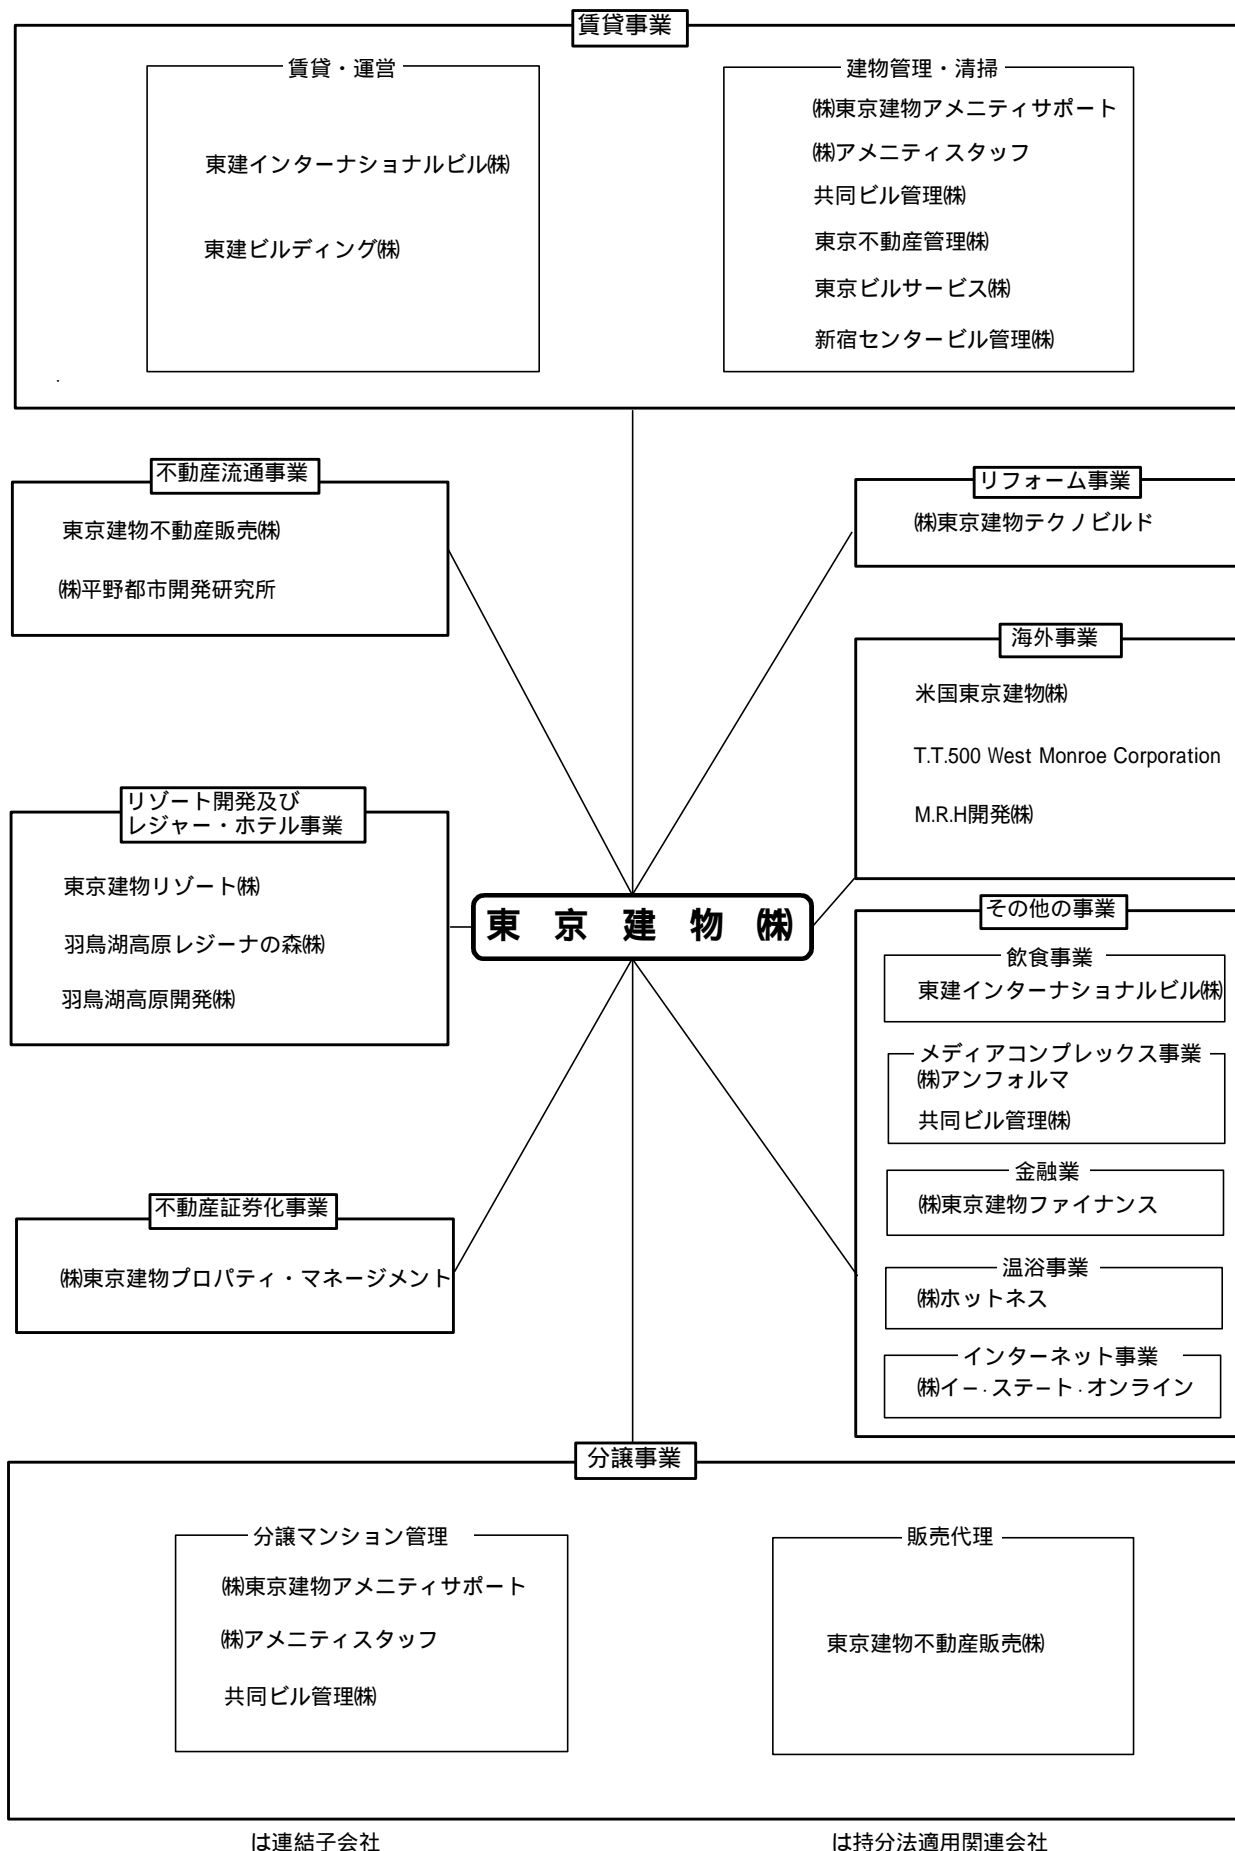 賃貸事業
賃貸・運営
東建インターナショナルビル㈱
東建ビルディング㈱
建物管理・清掃
㈱東京建物アメニティサポート
㈱アメニティスタッフ
共同ビル管理㈱
東京不動産管理㈱
東京ビルサービス㈱
新宿センタービル管理㈱
不動産流通事業
東京建物不動産販売㈱
㈱平野都市開発研究所
リフォーム事業
㈱東京建物テクノビルド
海外事業
米国東京建物㈱
T.T.500 West Monroe Corporation
M.R.H開発㈱
リゾート開発及び
レジャー・ホテル事業
東京建物リゾート㈱
羽鳥湖高原レジーナの森㈱
羽鳥湖高原開発㈱
東京建物㈱
その他の事業
飲食事業
東建インターナショナルビル㈱
メディアコンプレックス事業
㈱アンフォルマ
共同ビル管理㈱
金融業
㈱東京建物ファイナンス
温浴事業
㈱ホットネス
インターネット事業
㈱イー・ステート・オンライン
不動産証券化事業
㈱東京建物プロパティ・マネージメント
分譲事業
分譲マンション管理
㈱東京建物アメニティサポート
㈱アメニティスタッフ
共同ビル管理㈱
販売代理
東京建物不動産販売㈱
は連結子会社
は持分法適用関連会社